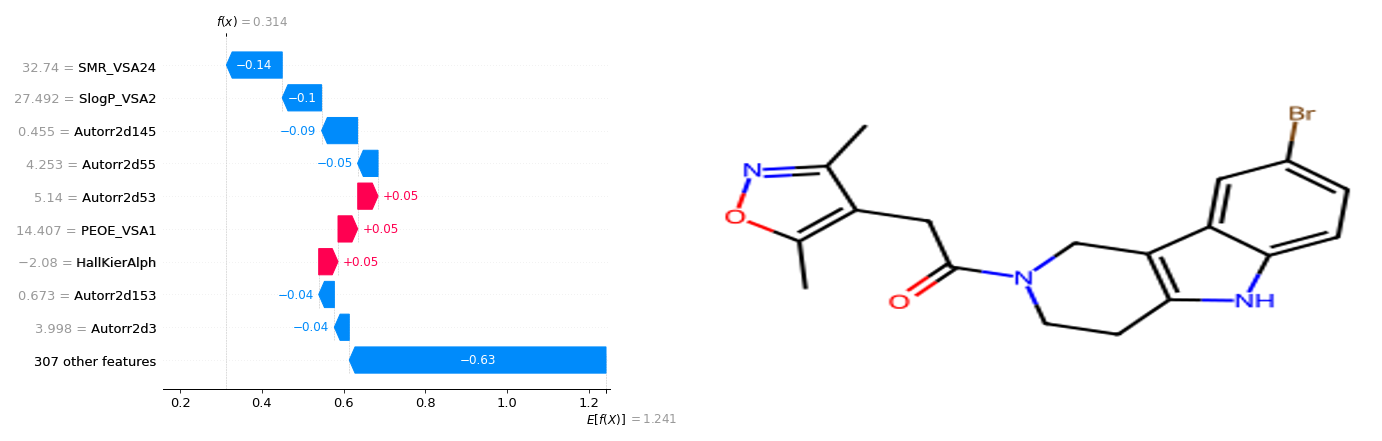 f(x) = 0.314
32.74 = SMR_VSA24
−0.14
27.492 = SlogP_VSA2
−0.1
0.455 = Autorr2d145
−0.09
4.253 = Autorr2d55
−0.05
5.14 = Autorr2d53
+0.05
14.407 = PEOE_VSA1
+0.05
−2.08 = HallKierAlph
+0.05
0.673 = Autorr2d153
−0.04
3.998 = Autorr2d3
−0.04
307 other features
−0.63
0.2 0.4 0.6 0.8 1.0 1.2
E[f(X)] = 1.241
Br
N
O
O
N
NH